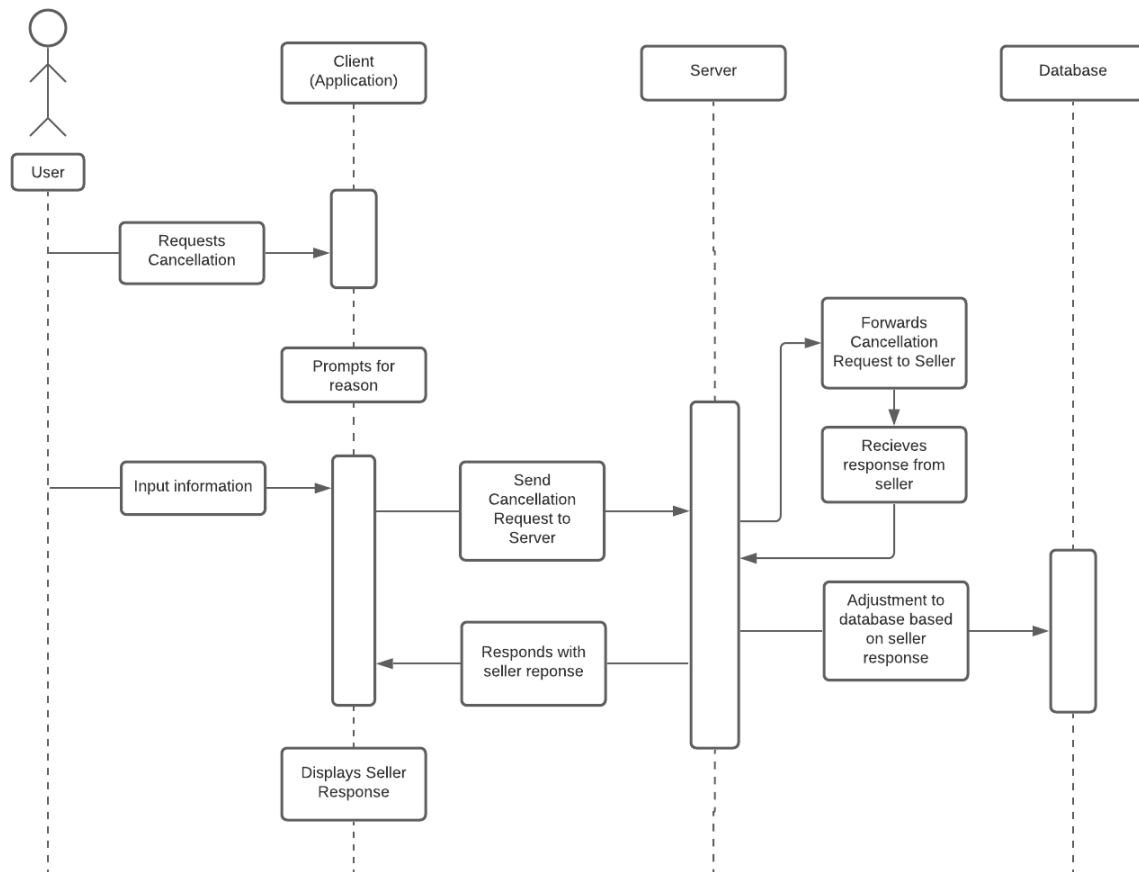 Client
(Application)
Server
Database
User
Requests
Cancellation
Forwards
Cancellation
Request to Seller
Prompts for
reason
Recieves
response from
seller
Input information
Send
Cancellation
Request to
Server
Adjustment to
database based
on seller
response
Responds with
seller reponse
Displays Seller
Response